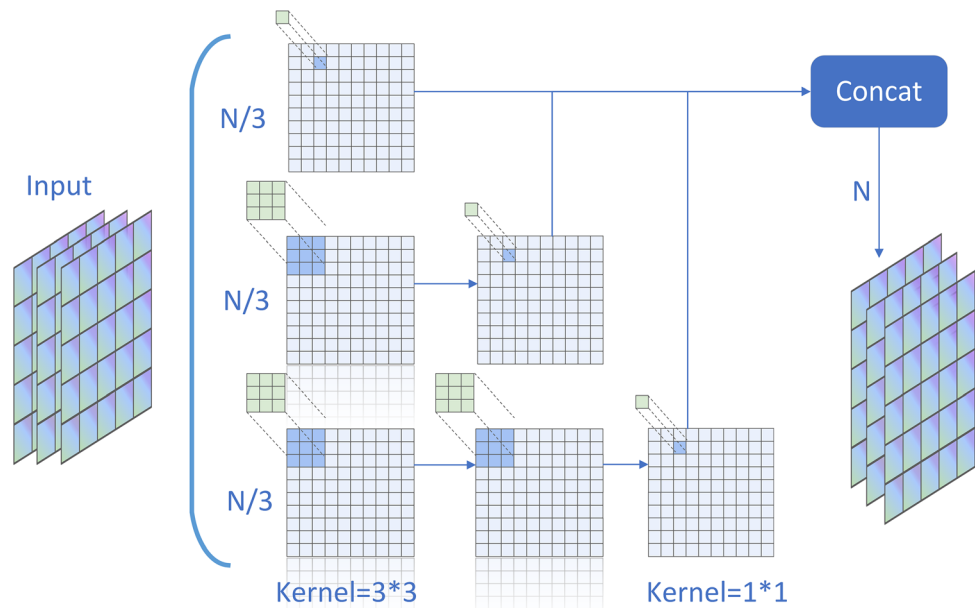 N/3
Concat
Input
N
N/3
N/3
Kernel=3*3
Kernel=1*1